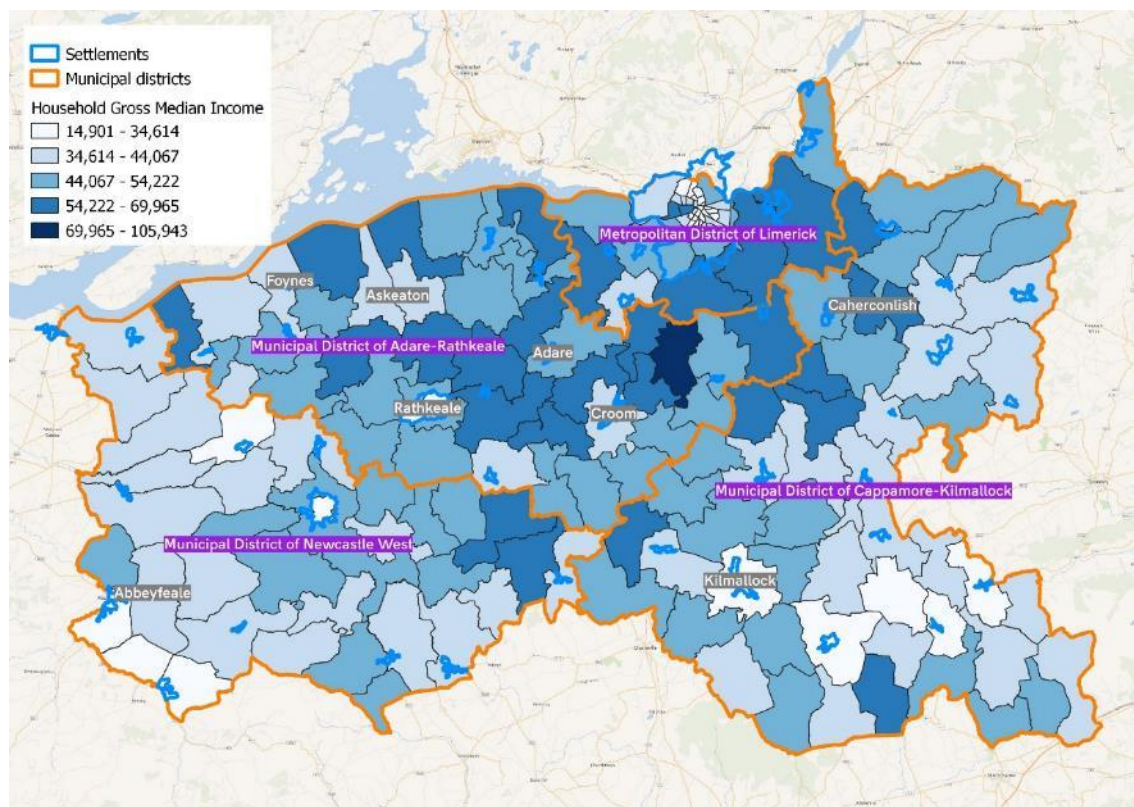 Settlements
Municipal districts
Household Gross Median Income
14,901 - 34,614
34,614 - 44,067
44,067 - 54,222
54,222 - 69,965
69,965 - 105,943
Metropolitan District of Limerick
Foynes
Askeaton
Caherconlish
Municipal District of Adare-Rathkeale
Adare
Rathkeale
Croom
Municipal District of Cappamore-Kilmallock
Municipal District of Newcastle West
Kilmallock
Abbeyfeale